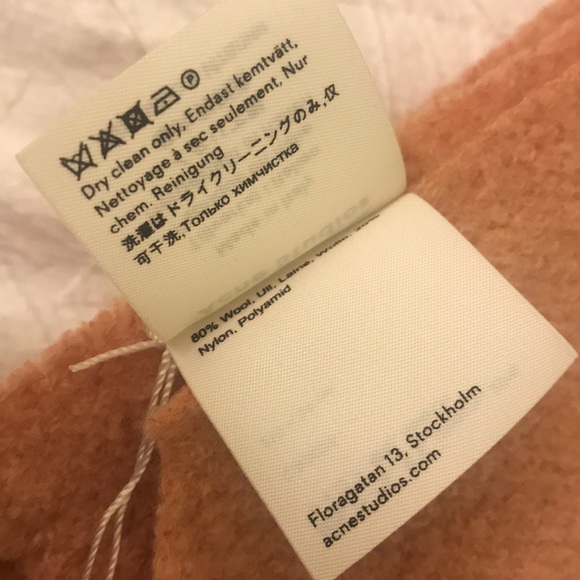 Dry clean only, Endast kemtvätt,
Nettoyage à sec seulement, Nur
chem. Reinigung
洗濯はドライクリーニングのみ,仅
可干洗,Только химчистка
80% Wool, Ull, Laine, Wolle,
Nylon, Polyamid
Floragatan 13, Stockholm
acnestudios.com